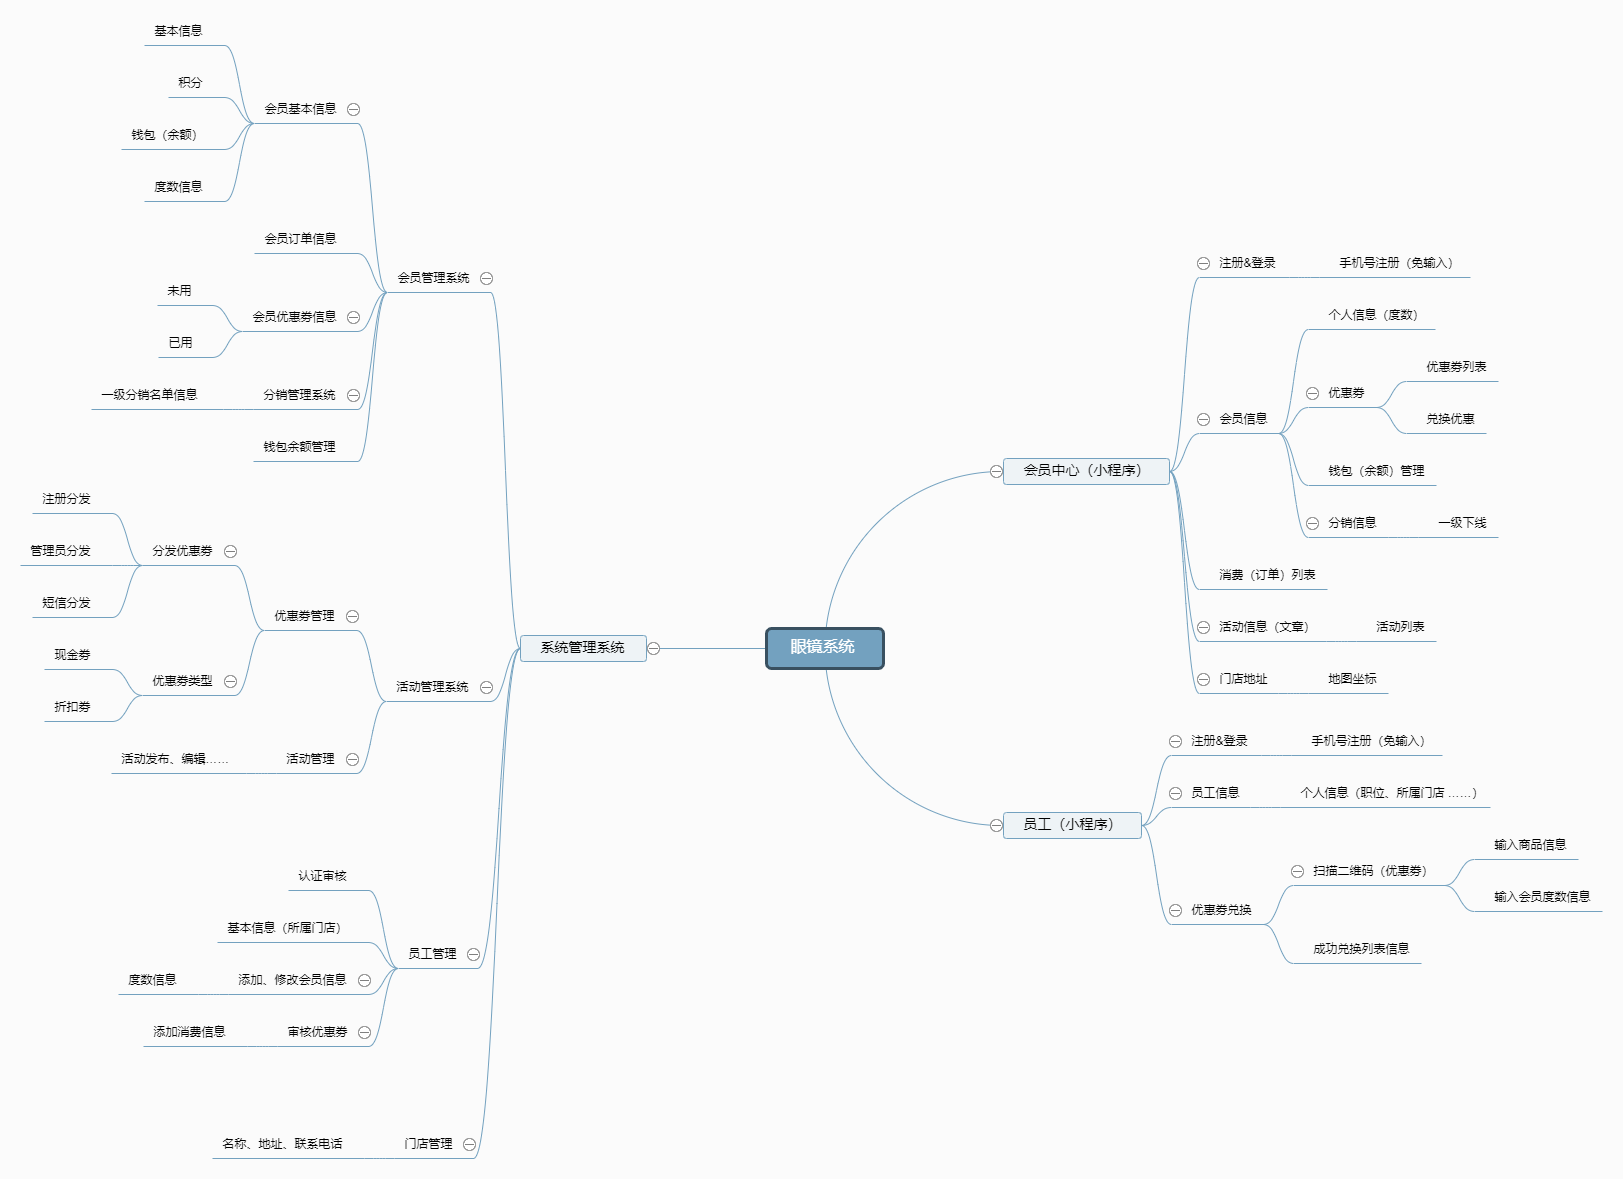 眼镜系统
系统管理系统
会员管理系统
会员基本信息
基本信息
积分
钱包（余额）
度数信息
会员订单信息
会员优惠券信息
未用
已用
分销管理系统
一级分销名单信息
钱包余额管理
活动管理系统
优惠券管理
分发优惠券
注册分发
管理员分发
短信分发
优惠券类型
现金券
折扣券
活动管理
活动发布、编辑……
员工管理
认证审核
基本信息（所属门店）
添加、修改会员信息
度数信息
审核优惠券
添加消费信息
门店管理
名称、地址、联系电话
会员中心（小程序）
注册&登录
手机号注册（免输入）
会员信息
个人信息（度数）
优惠券
优惠券列表
兑换优惠
钱包（余额）管理
分销信息
一级下线
消费（订单）列表
活动信息（文章）
活动列表
门店地址
地图坐标
员工（小程序）
注册&登录
手机号注册（免输入）
员工信息
个人信息（职位、所属门店 ……）
优惠券兑换
扫描二维码（优惠券）
输入商品信息
输入会员度数信息
成功兑换列表信息